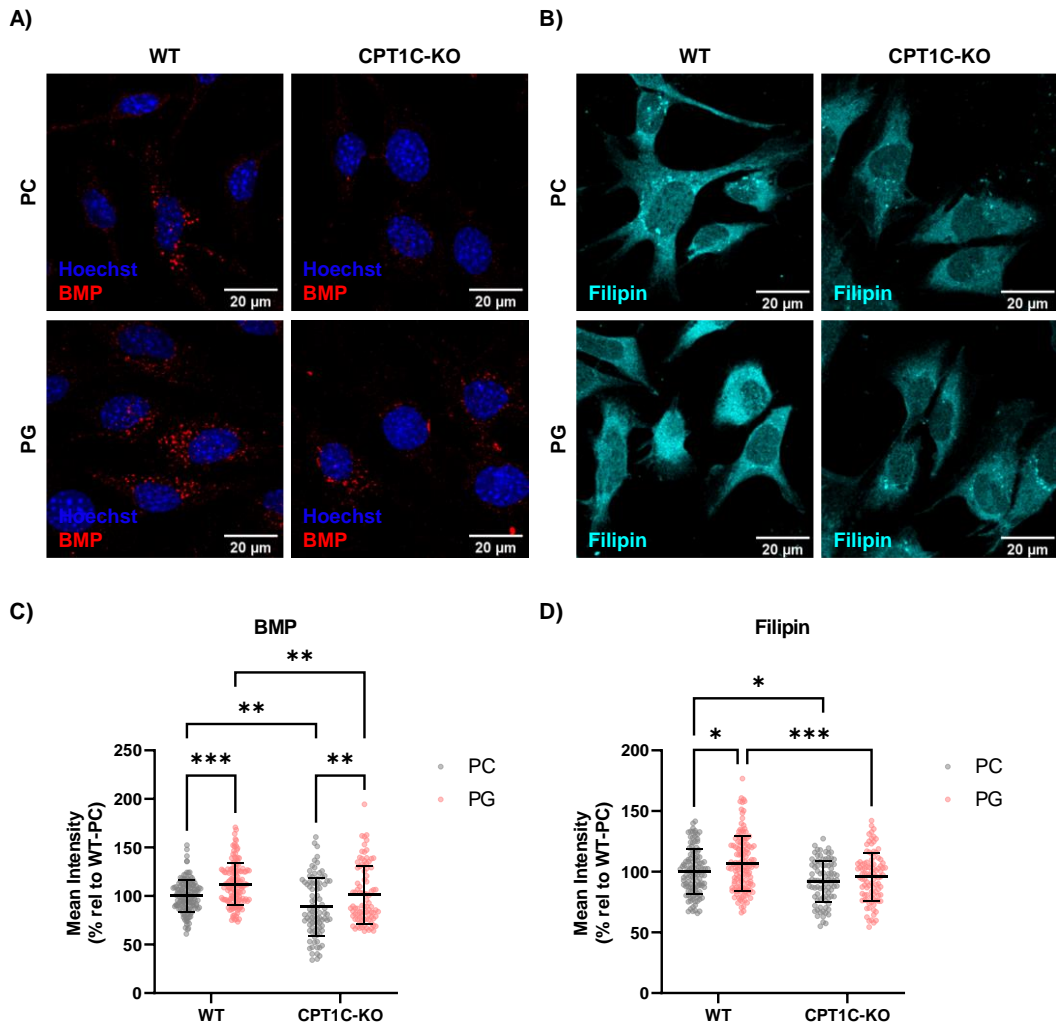 A)
WT
CPT1C-KO
PC
Hoechst
BMP
20 µm
Hoechst
BMP
20 µm
PG
Hoechst
BMP
20 µm
Hoechst
BMP
20 µm
B)
WT
CPT1C-KO
PC
Filipin
20 µm
Filipin
20 µm
PG
Filipin
20 µm
Filipin
20 µm
C)
BMP
**
**
***
**
250
200
150
100
50
0
Mean Intensity
(% rel to WT-PC)
WT
CPT1C-KO
PC
PG
D)
Filipin
*
*
***
200
150
100
50
0
Mean Intensity
(% rel to WT-PC)
WT
CPT1C-KO
PC
PG